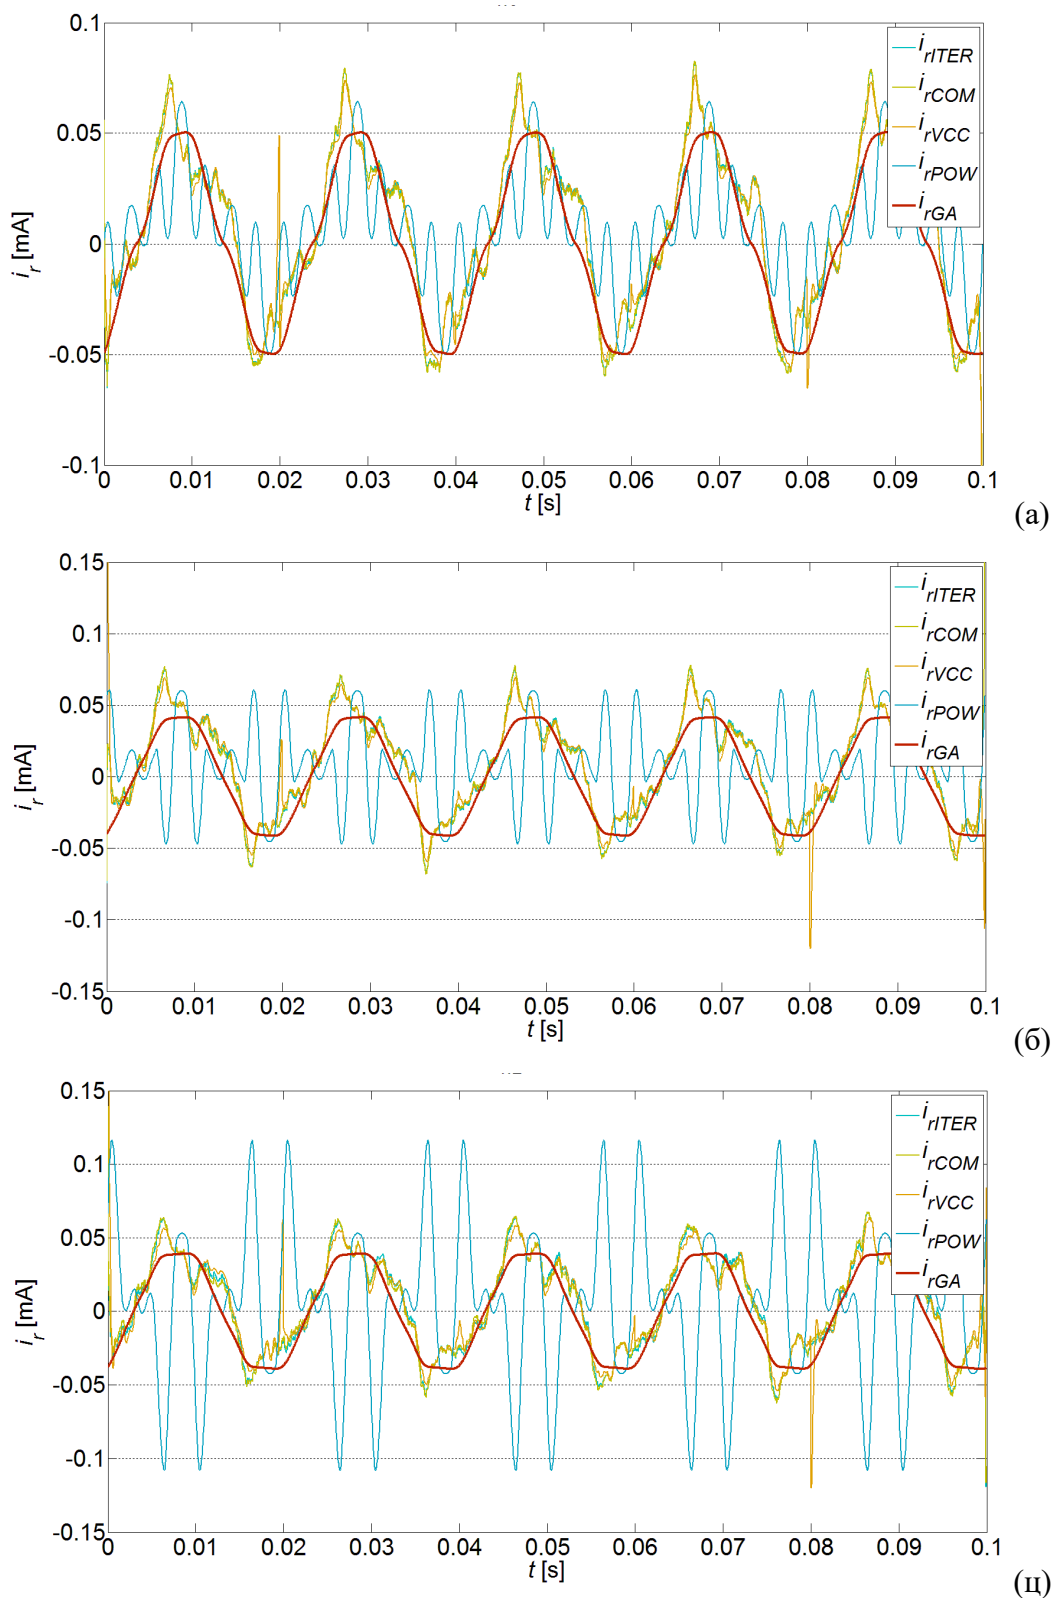 0.1
0.05
0
-0.05
-0.1
i_r [mA]
0 0.01 0.02 0.03 0.04 0.05 0.06 0.07 0.08 0.09 0.1
t [s]
i_rITER
i_rCOM
i_rVCC
i_rPOW
i_rGA
(а)
0.15
0.1
0.05
0
-0.05
-0.1
-0.15
i_r [mA]
0 0.01 0.02 0.03 0.04 0.05 0.06 0.07 0.08 0.09 0.1
t [s]
i_rITER
i_rCOM
i_rVCC
i_rPOW
i_rGA
(б)
0.15
0.1
0.05
0
-0.05
-0.1
-0.15
i_r [mA]
0 0.01 0.02 0.03 0.04 0.05 0.06 0.07 0.08 0.09 0.1
t [s]
i_rITER
i_rCOM
i_rVCC
i_rPOW
i_rGA
(ц)